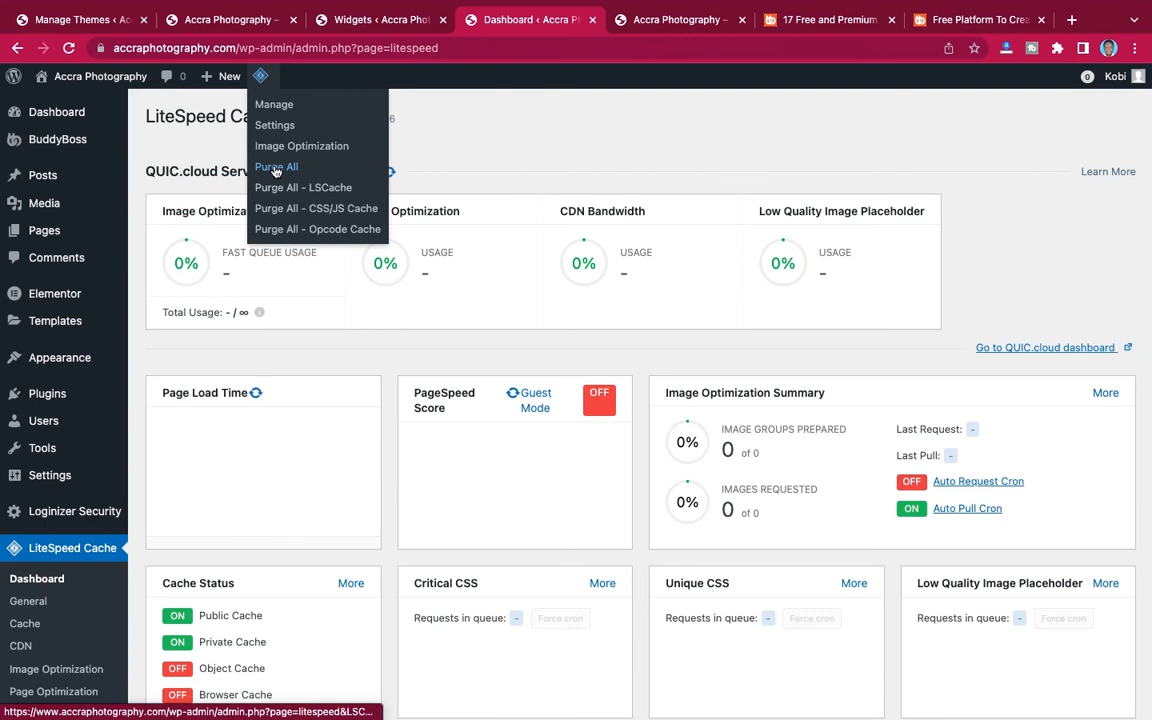 Manage Themes ‹ Ac
Accra Photography –
Widgets ‹ Accra Phot
Dashboard ‹ Accra P
Accra Photography –
17 Free and Premium
Free Platform To Crea
accraphotography.com/wp-admin/admin.php?page=litespeed
Accra Photography
0
New
0
Kobi
Dashboard
BuddyBoss
Posts
Media
Pages
Comments
Elementor
Templates
Appearance
Plugins
Users
Tools
Settings
Loginizer Security
LiteSpeed Cache
Dashboard
General
Cache
CDN
Image Optimization
Page Optimization
Manage
Settings
Image Optimization
Purge All
Purge All - LSCache
Purge All - CSS/JS Cache
Purge All - Opcode Cache
LiteSpeed Ca
6
QUIC.cloud Serv
Learn More
Image Optimiza
FAST QUEUE USAGE
0%
-
Total Usage: - / ∞
Optimization
USAGE
0%
-
CDN Bandwidth
USAGE
0%
-
Low Quality Image Placeholder
USAGE
0%
-
Go to QUIC.cloud dashboard
Page Load Time
PageSpeed Score
Guest Mode
OFF
Image Optimization Summary
More
0%
IMAGE GROUPS PREPARED
0 of 0
0%
IMAGES REQUESTED
0 of 0
Last Request: -
Last Pull: -
OFF Auto Request Cron
ON Auto Pull Cron
Cache Status
More
ON Public Cache
ON Private Cache
OFF Object Cache
OFF Browser Cache
Critical CSS
More
Requests in queue: - Force cron
Unique CSS
More
Requests in queue: - Force cron
Low Quality Image Placeholder
More
Requests in queue: - Force cron
https://www.accraphotography.com/wp-admin/admin.php?page=litespeed&LSC...